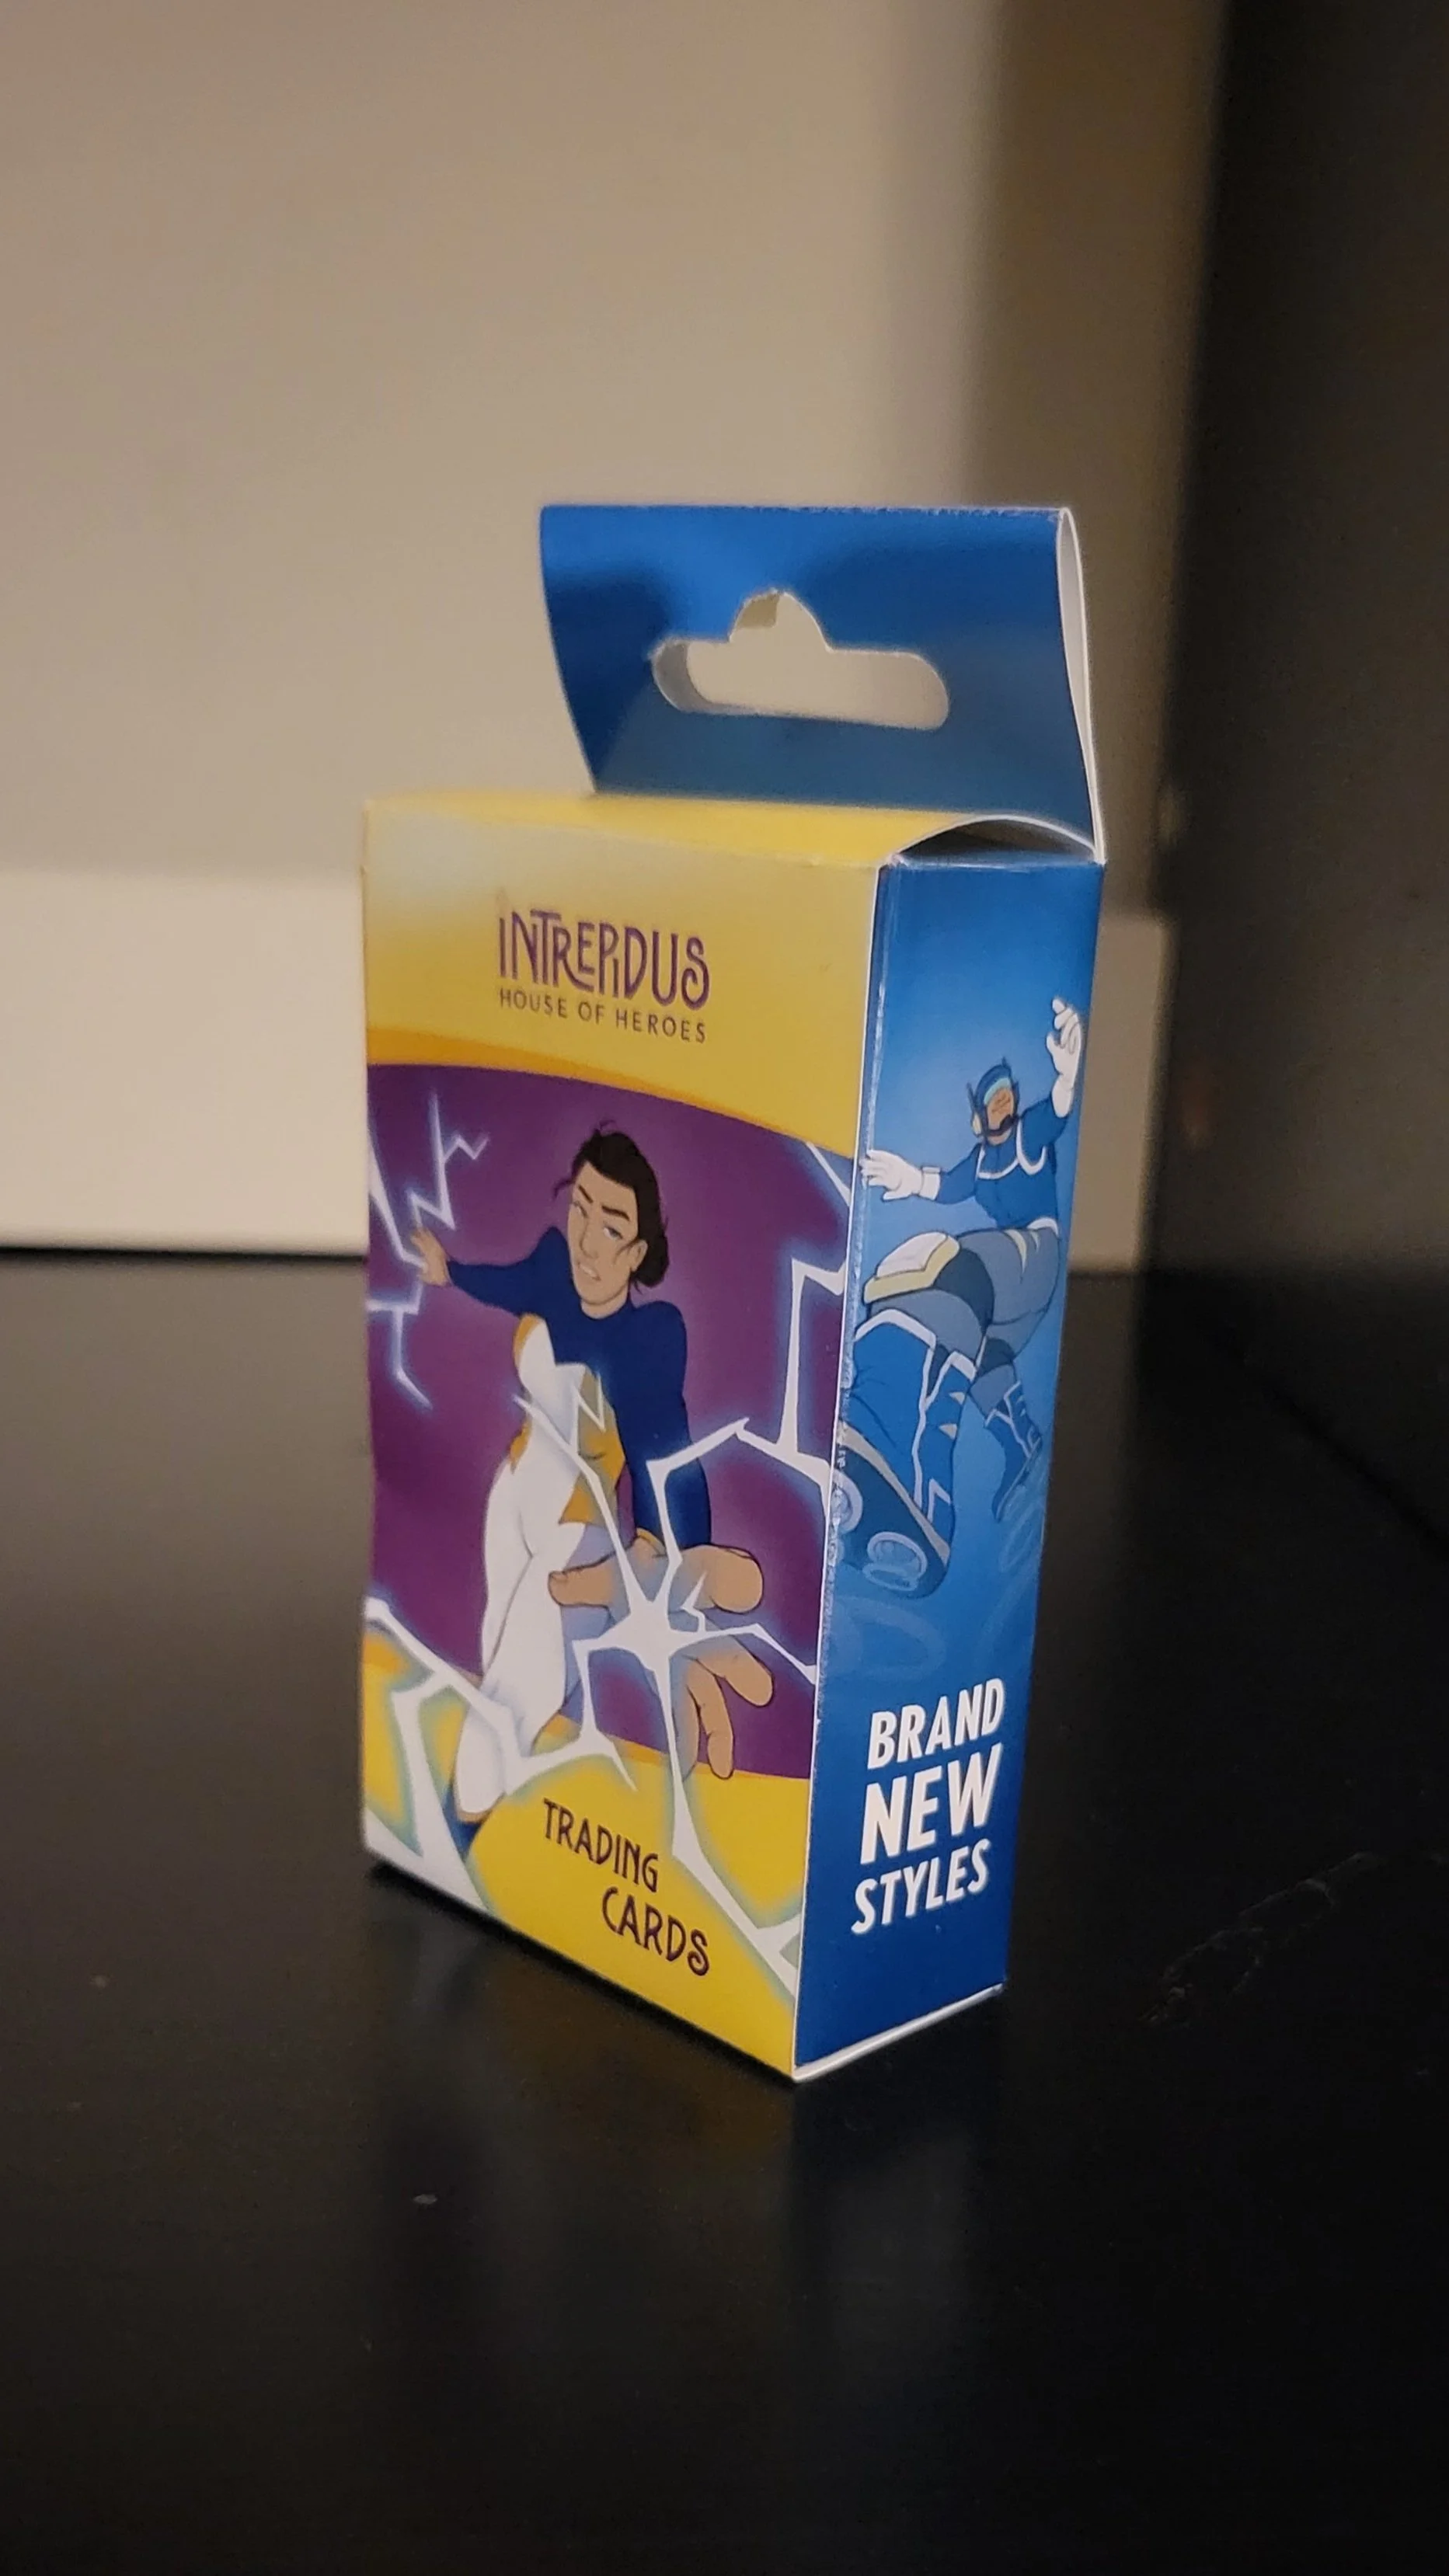 INTREPIDUS
HOUSE OF HEROES
TRADING
CARDS
BRAND
NEW
STYLES